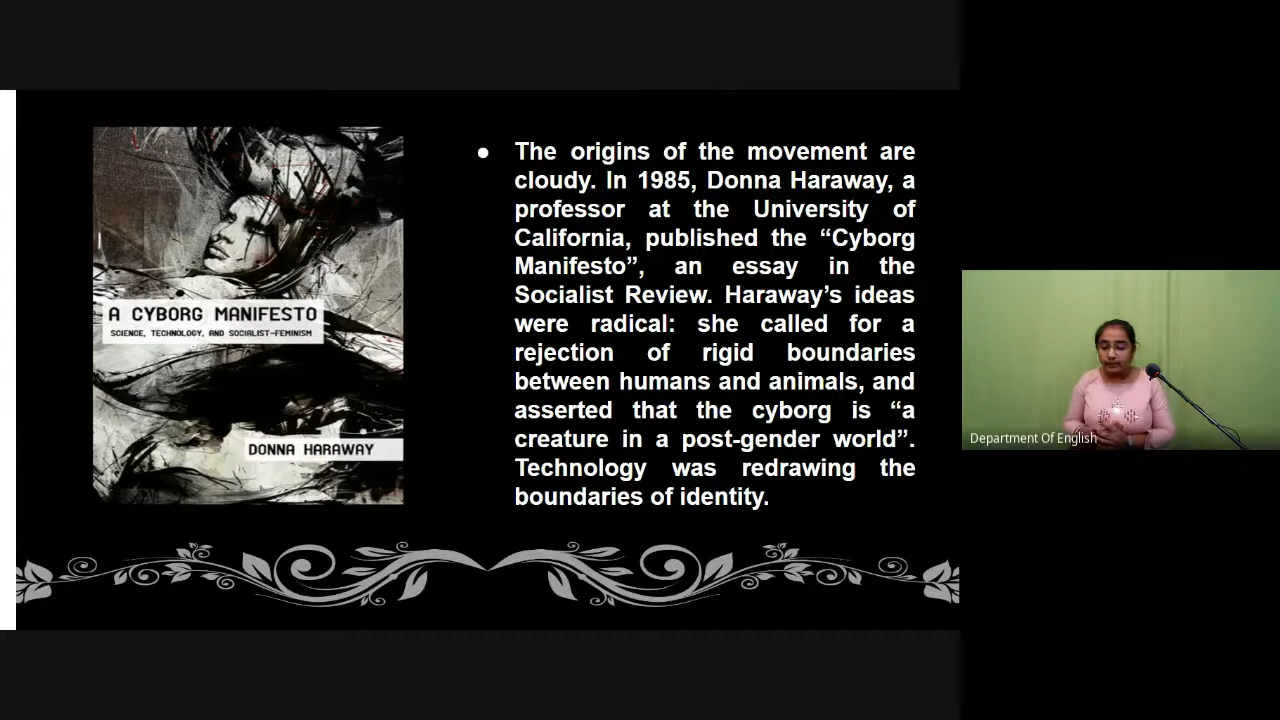 A CYBORG MANIFESTO
SCIENCE, TECHNOLOGY, AND SOCIALIST-FEMINISM
DONNA HARAWAY
● The origins of the movement are
cloudy. In 1985, Donna Haraway, a
professor at the University of
California, published the “Cyborg
Manifesto”, an essay in the
Socialist Review. Haraway’s ideas
were radical: she called for a
rejection of rigid boundaries
between humans and animals, and
asserted that the cyborg is “a
creature in a post-gender world”.
Technology was redrawing the
boundaries of identity.
Department Of English